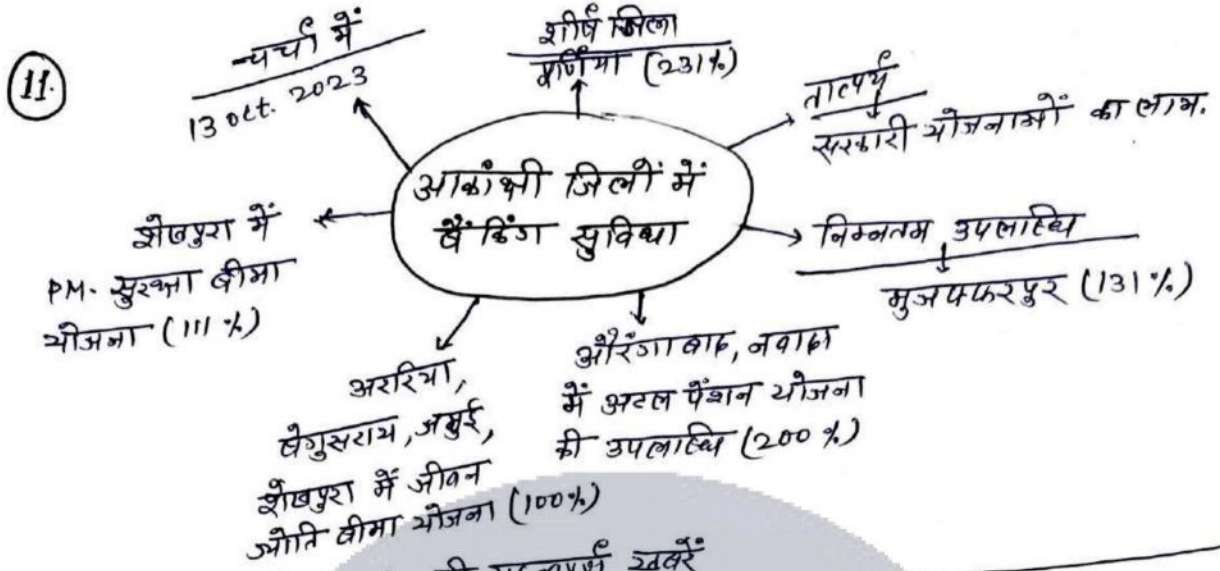 11.
चर्चा में
13 oct. 2023
शीर्ष जिला
पूर्णिया (231%)
तात्पर्य
सरकारी योजनाओं का लाभ.
आकांक्षी जिलों में
बैंकिंग सुविधा
निम्नतम उपलब्धि
मुजफ्फरपुर (131%)
शेखपुरा में
PM. सुरक्षा बीमा
योजना (111%)
अररिया,
बेगुसराय, जमुई,
शेखपुरा में जीवन
ज्योति बीमा योजना (100%)
औरंगाबाद, नवादा
में अटल पेंशन योजना
की उपलब्धि (200%)